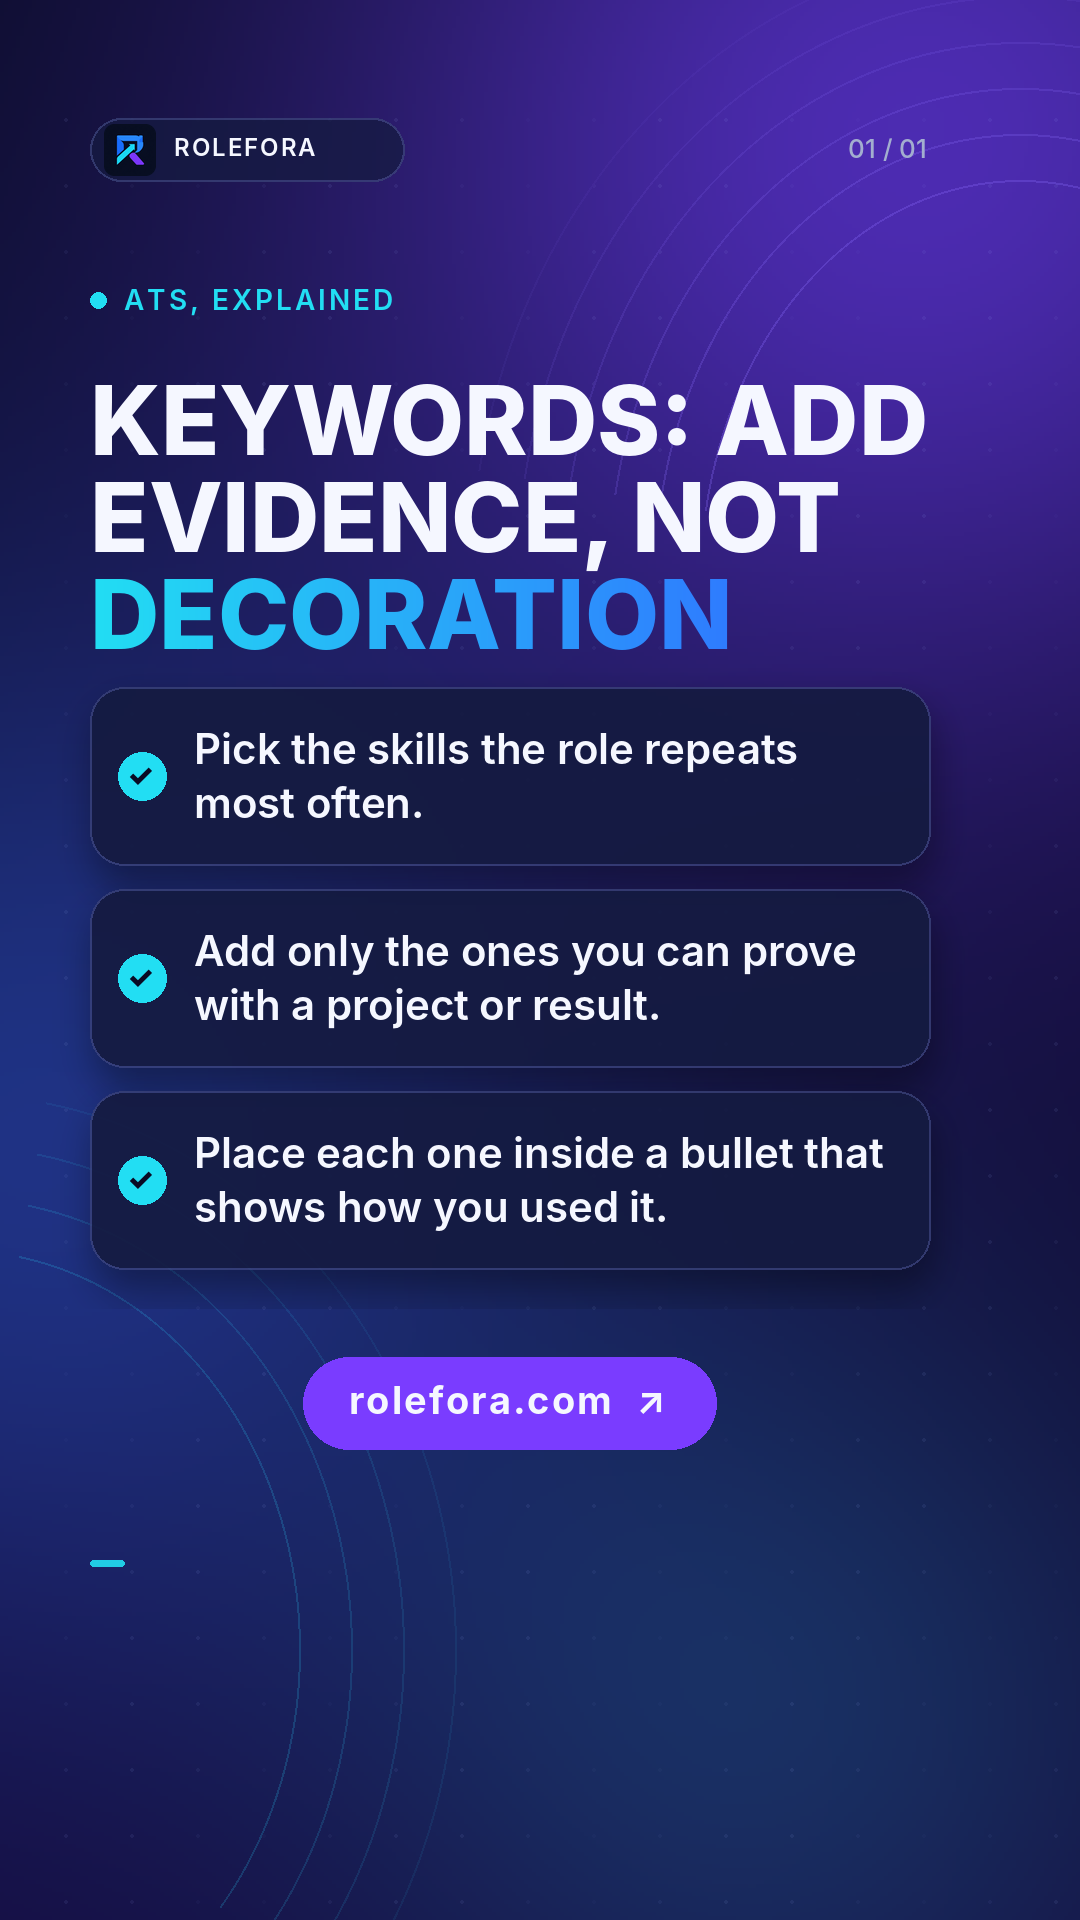 ROLEFORA
01 / 01
ATS, EXPLAINED
KEYWORDS: ADD
EVIDENCE, NOT
DECORATION
Pick the skills the role repeats
most often.
Add only the ones you can prove
with a project or result.
Place each one inside a bullet that
shows how you used it.
rolefora.com